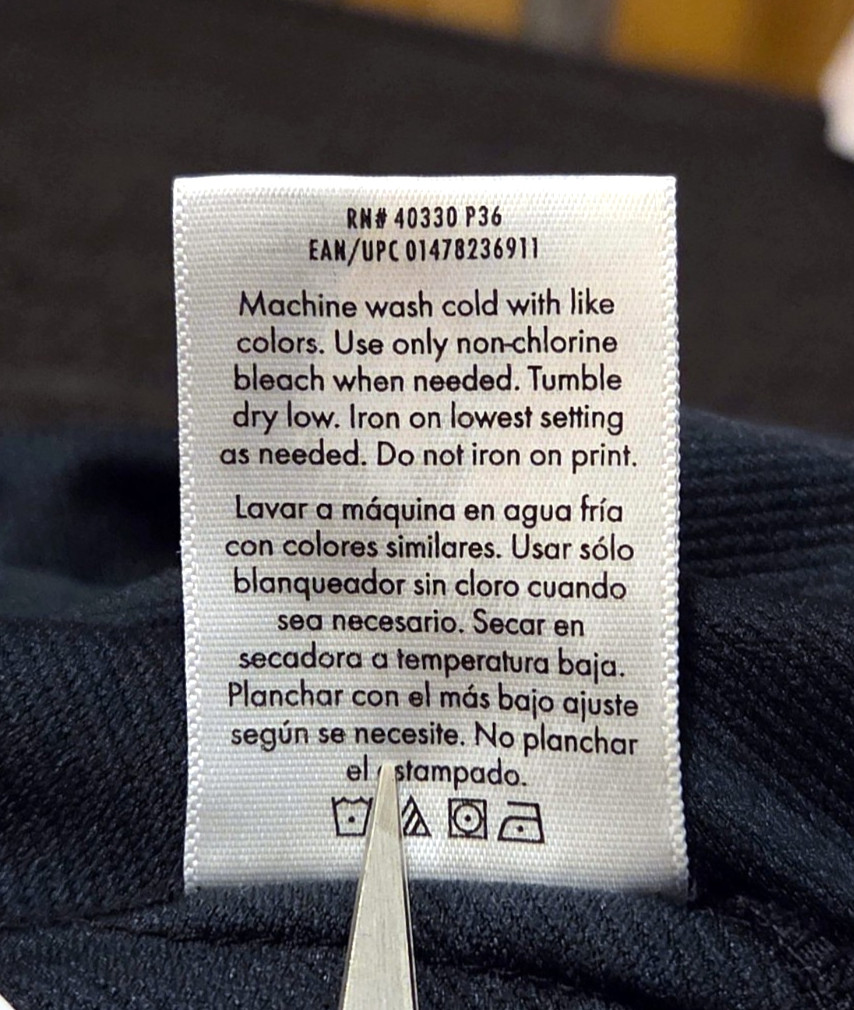 RN# 40330 P36
EAN/UPC 01478236911
Machine wash cold with like
colors. Use only non-chlorine
bleach when needed. Tumble
dry low. Iron on lowest setting
as needed. Do not iron on print.
Lavar a máquina en agua fría
con colores similares. Usar sólo
blanqueador sin cloro cuando
sea necesario. Secar en
secadora a temperatura baja.
Planchar con el más bajo ajuste
según se necesite. No planchar
el estampado.